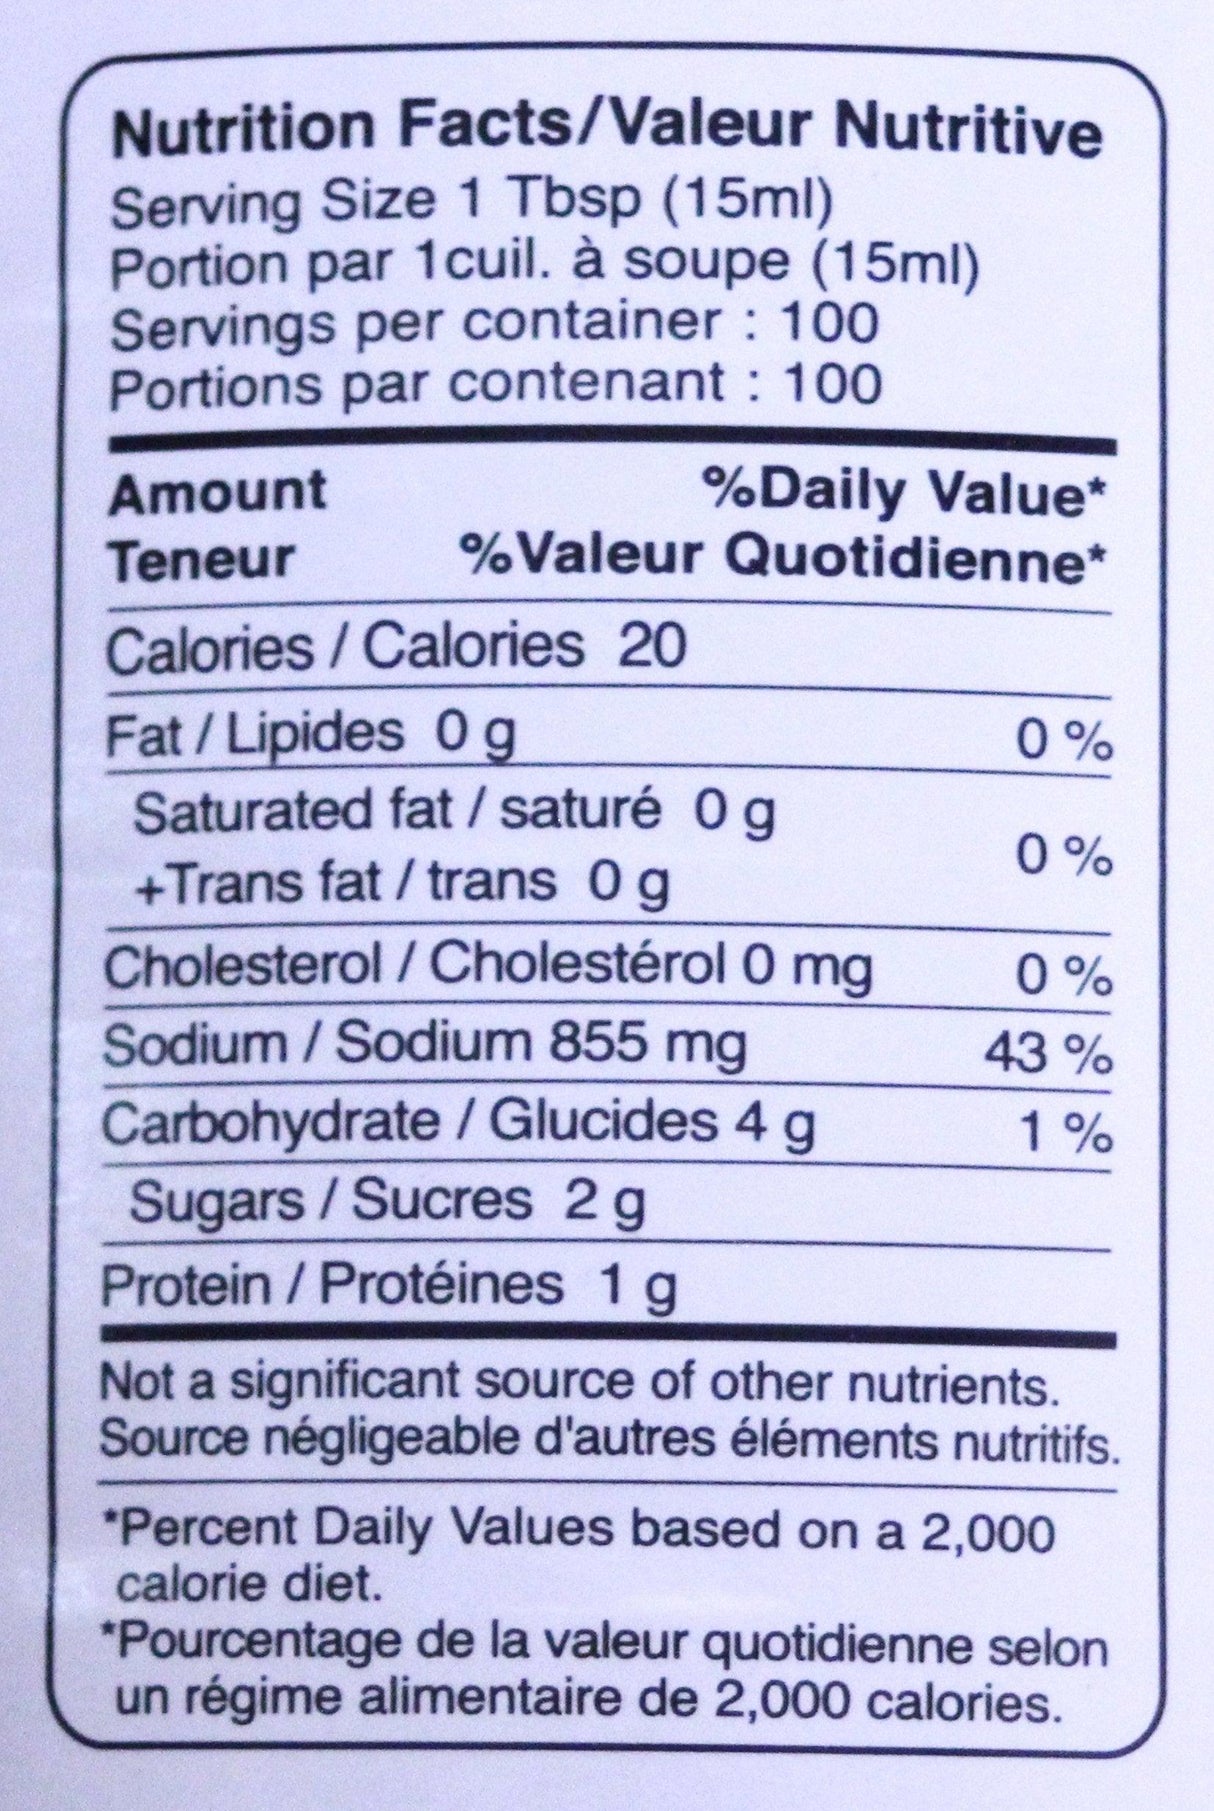 Nutrition Facts/Valeur Nutritive
Serving Size 1 Tbsp (15ml)
Portion par 1cuil. à soupe (15ml)
Servings per container : 100
Portions par contenant : 100
Amount %Daily Value*
Teneur %Valeur Quotidienne*
Calories / Calories 20
Fat / Lipides 0 g 0 %
Saturated fat / saturé 0 g
0 %
+Trans fat / trans 0 g
Cholesterol / Cholestérol 0 mg 0 %
Sodium / Sodium 855 mg 43 %
Carbohydrate / Glucides 4 g 1 %
Sugars / Sucres 2 g
Protein / Protéines 1 g
Not a significant source of other nutrients.
Source négligeable d'autres éléments nutritifs.
*Percent Daily Values based on a 2,000
calorie diet.
*Pourcentage de la valeur quotidienne selon
un régime alimentaire de 2,000 calories.